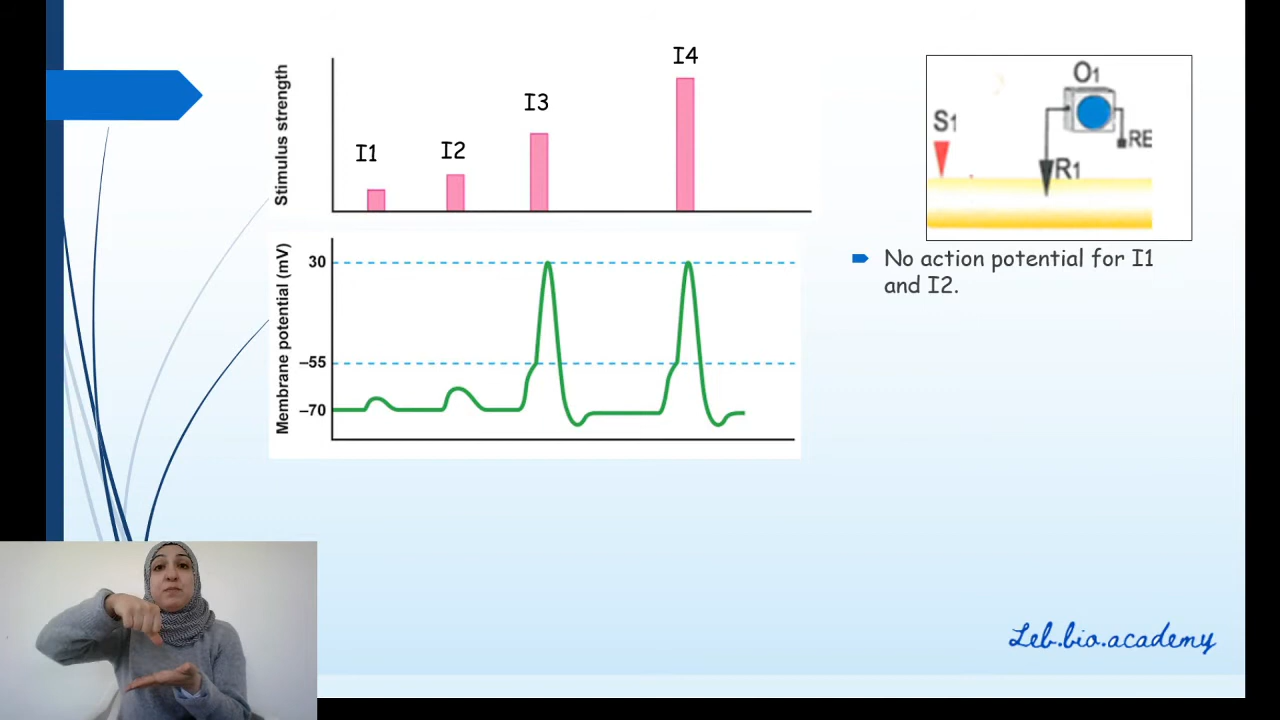 Stimulus strength
I1
I2
I3
I4
Membrane potential (mV)
30
–55
–70
O1
S1
RE
R1
No action potential for I1
and I2.
Leb.bio.academy